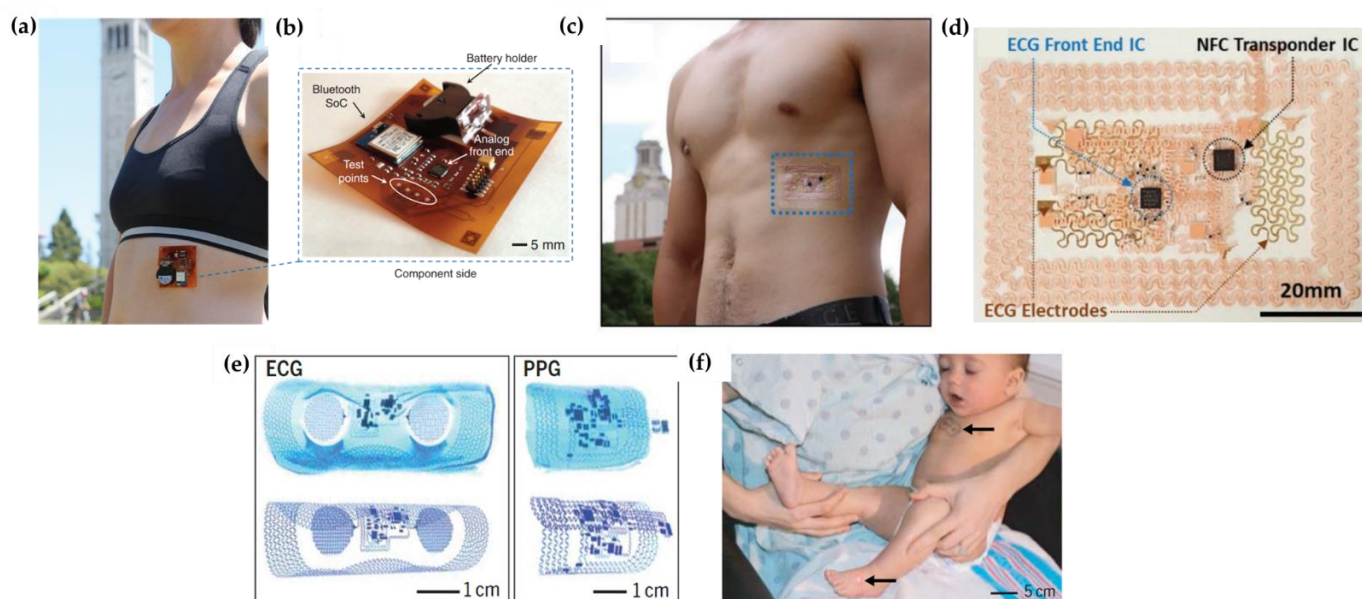 (a)
(b)
Battery holder
Bluetooth
SoC
Analog
front end
Test
points
5 mm
Component side
(c)
(d)
ECG Front End IC
NFC Transponder IC
ECG Electrodes
20mm
(e)
ECG
PPG
1 cm
1 cm
(f)
5 cm